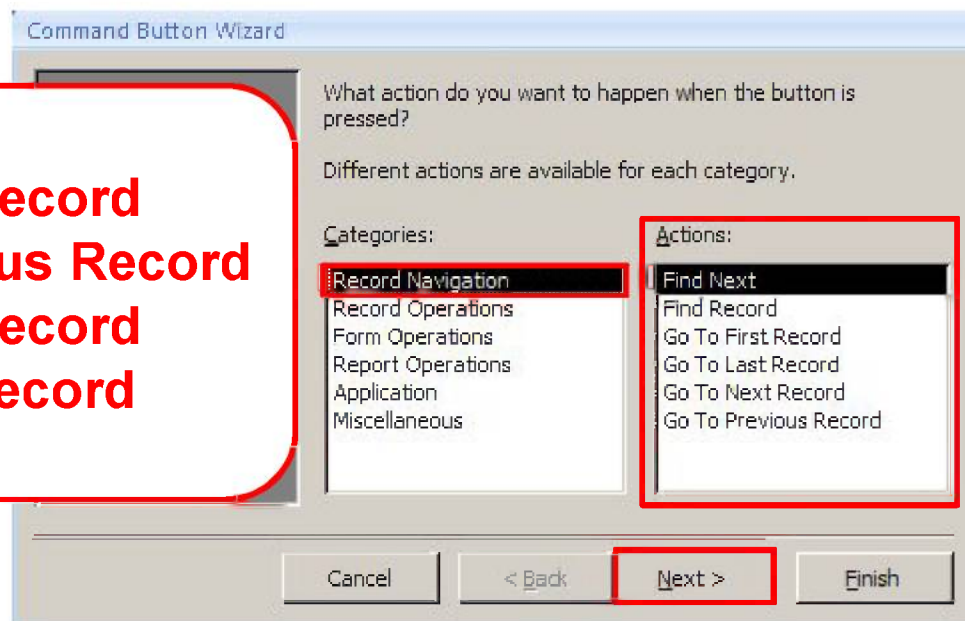 Command Button Wizard
What action do you want to happen when the button is
pressed?
Different actions are available for each category.
ecord
us Record
ecord
ecord
Categories:
Record Navigation
Record Operations
Form Operations
Report Operations
Application
Miscellaneous
Actions:
Find Next
Find Record
Go To First Record
Go To Last Record
Go To Next Record
Go To Previous Record
Cancel
< Back
Next >
Finish